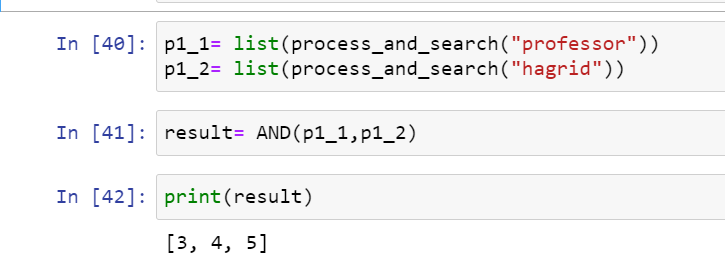 In [40]: p1_1= list(process_and_search("professor"))
p1_2= list(process_and_search("hagrid"))
In [41]: result= AND(p1_1,p1_2)
In [42]: print(result)
[3, 4, 5]